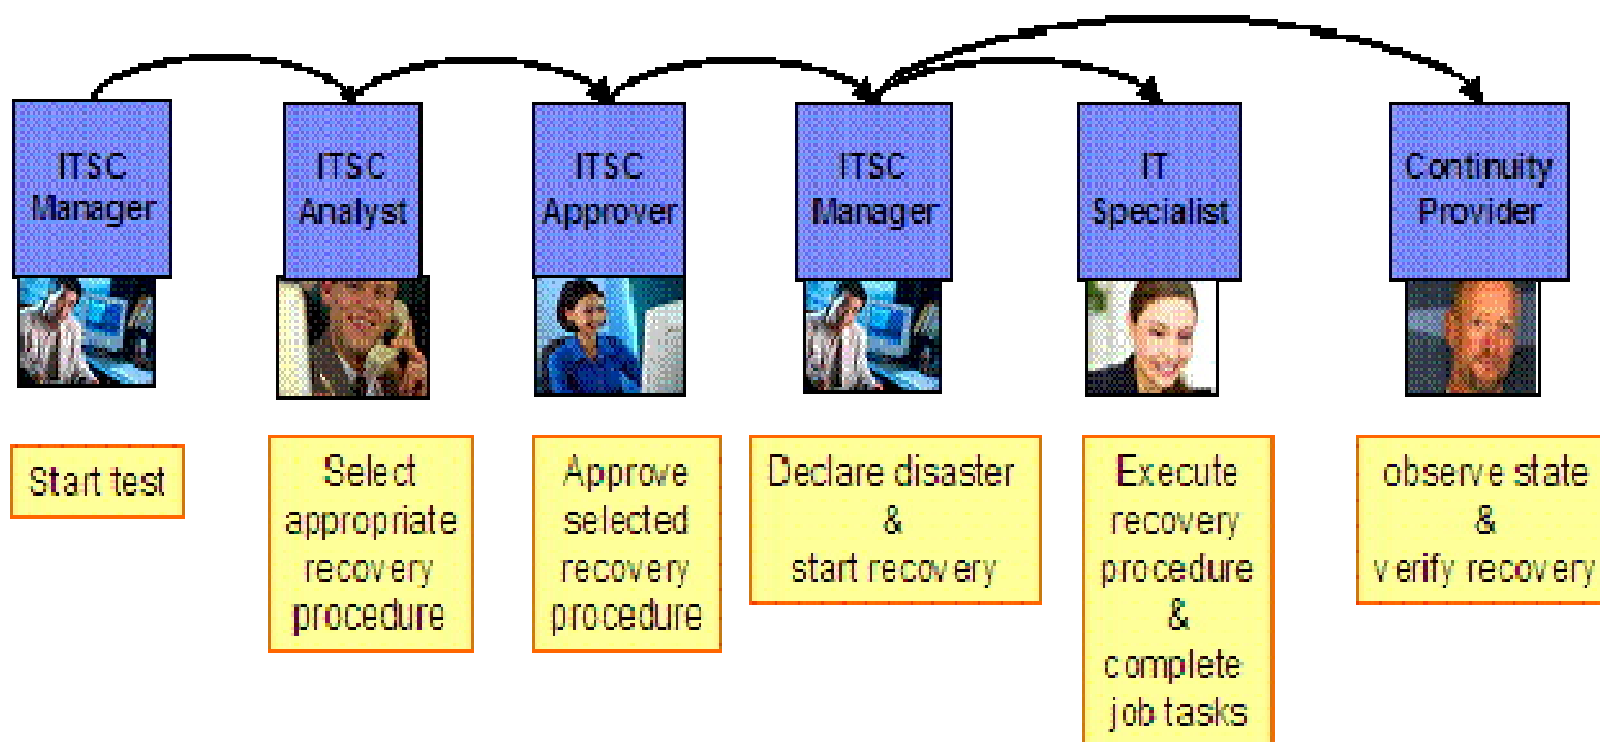 ITSC
Manager
ITSC
Analyst
ITSC
Approver
ITSC
Manager
IT
Specialist
Continuity
Provider
Start test
Select
appropriate
recovery
procedure
Approve
selected
recovery
procedure
Declare disaster
&
start recovery
Execute
recovery
procedure
&
complete
job tasks
observe state
&
verify recovery